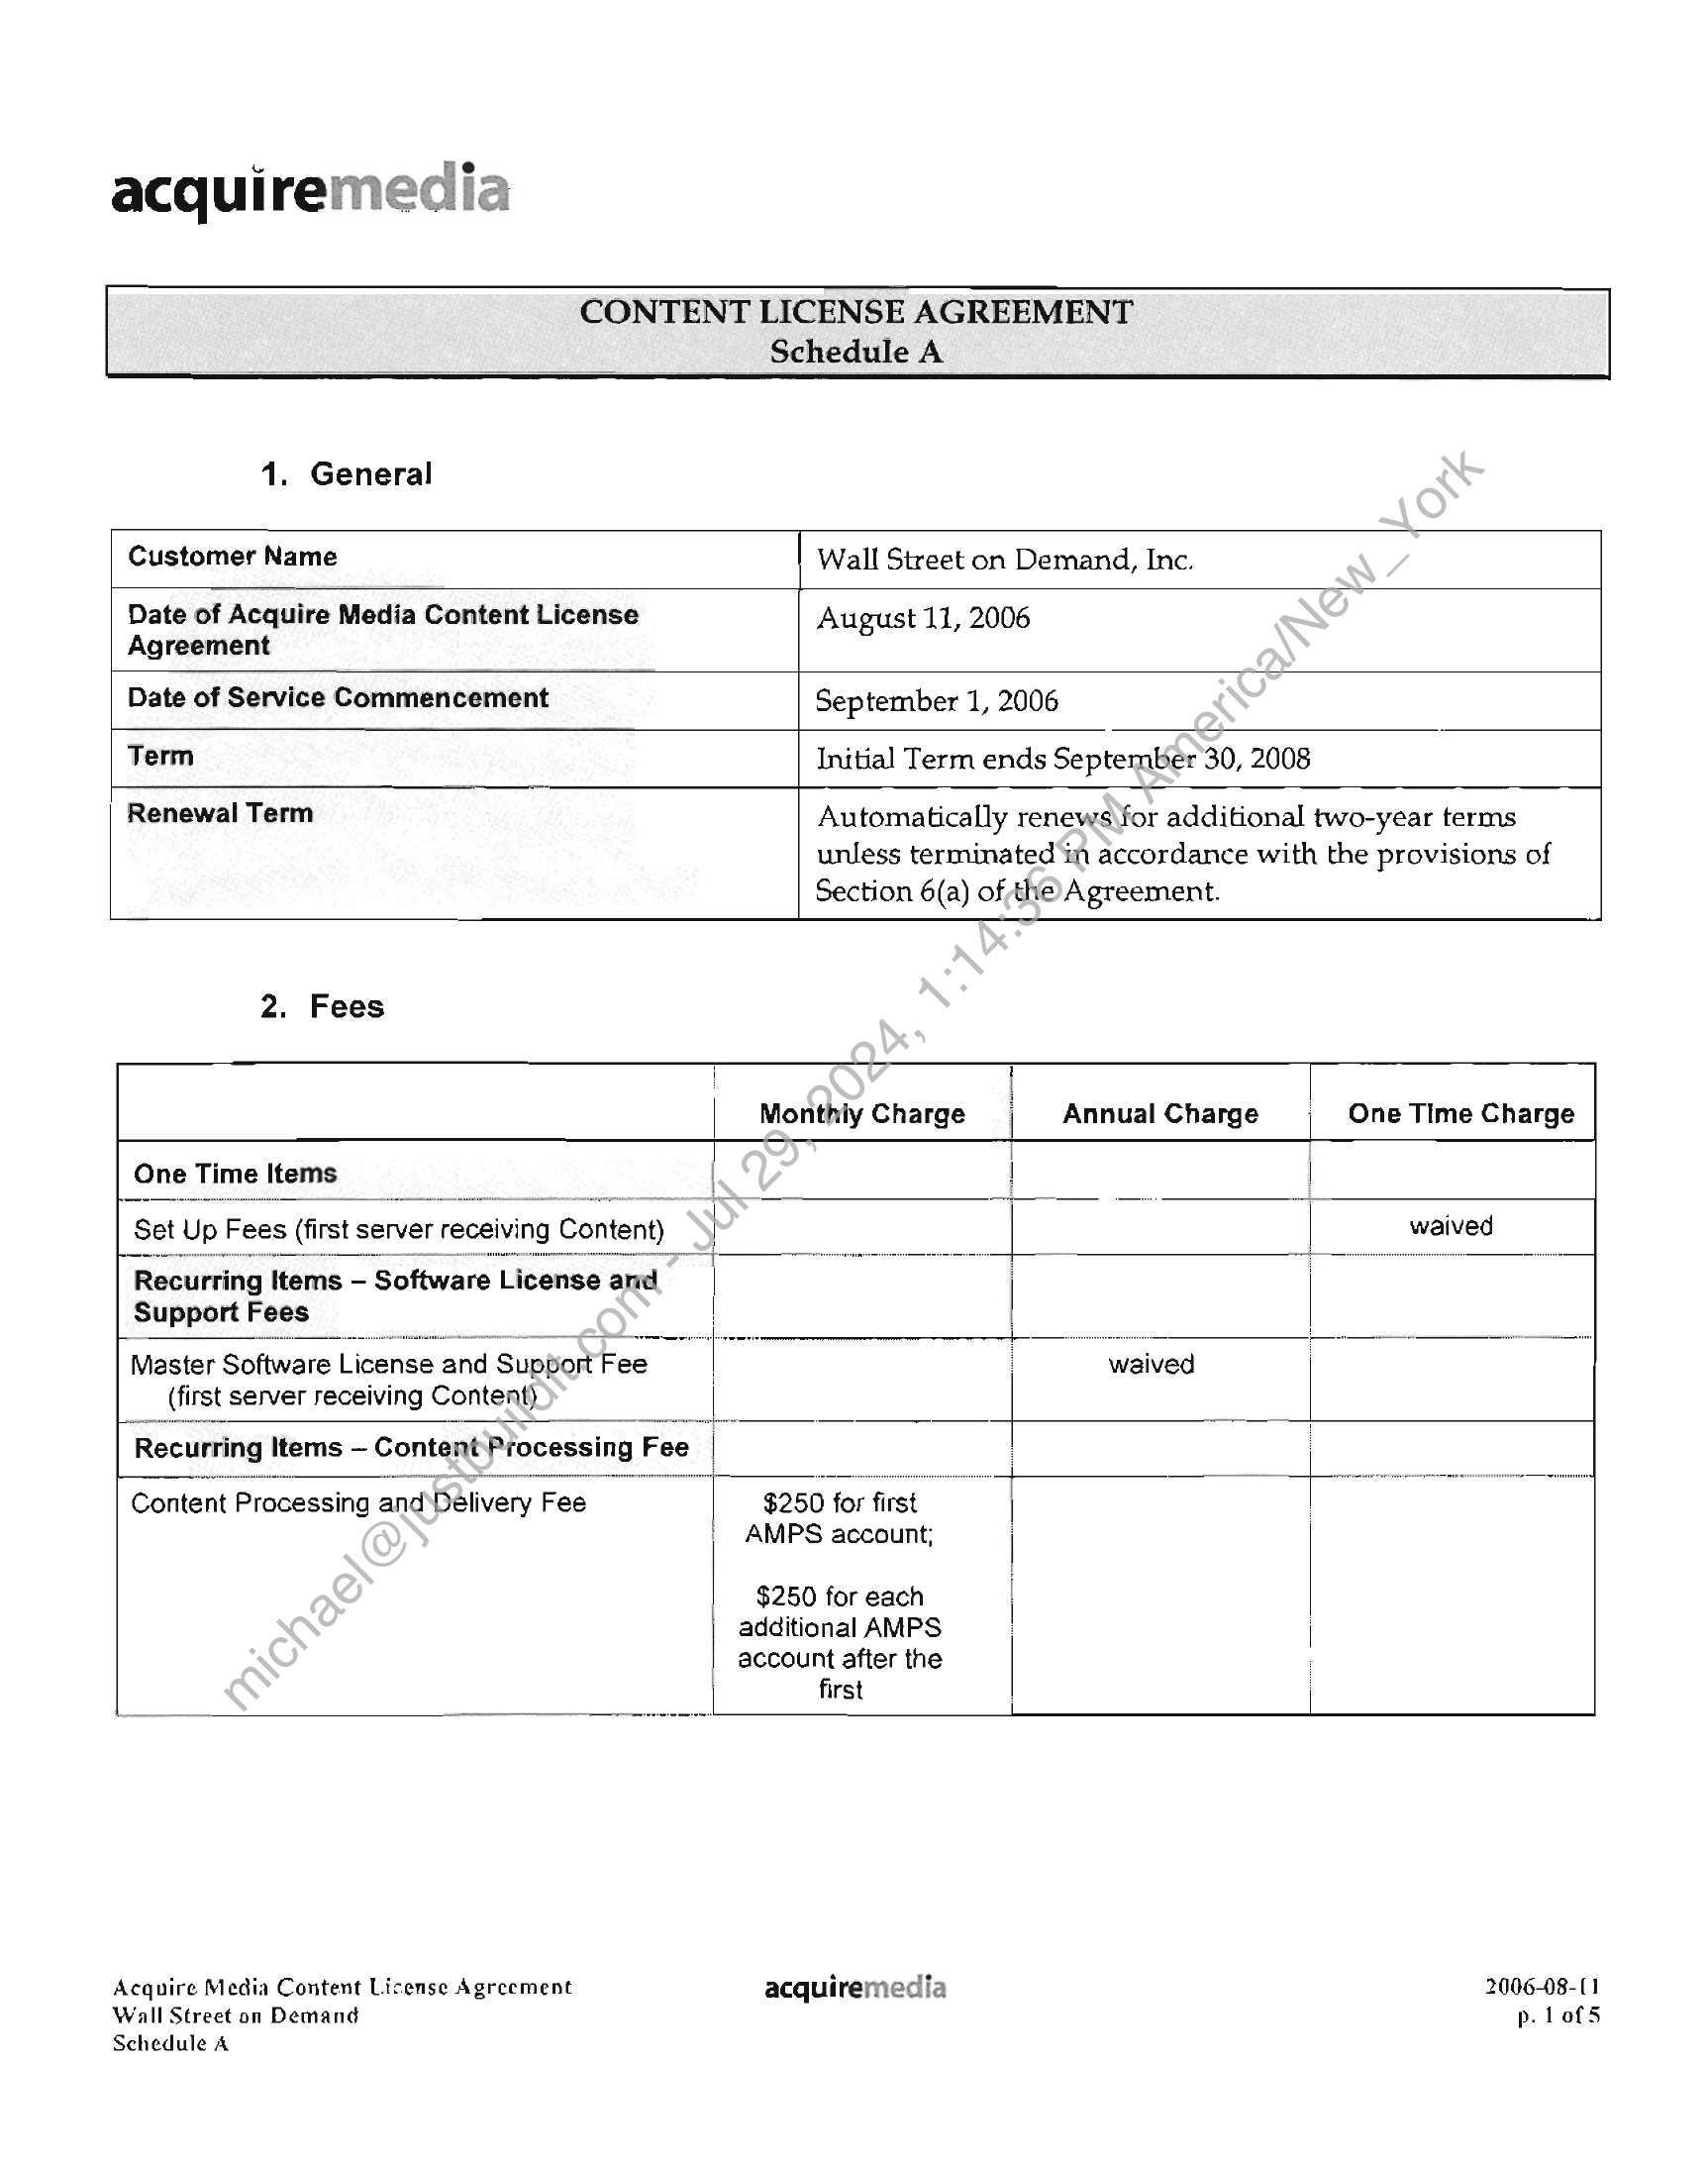 acquiremedia
CONTENT LICENSE AGREEMENT
Schedule A
1. General
Customer Name
Wall Street on Demand, Inc.
Date of Acquire Media Content License
Agreement
August 11, 2006
Date of Service Commencement
September 1, 2006
Term
Initial Term ends September 30, 2008
Renewal Term
Automatically renews for additional two-year terms
unless terminated in accordance with the provisions of
Section 6(a) of the Agreement.
2. Fees
Monthly Charge
Annual Charge
One Time Charge
One Time Items
Set Up Fees (first server receiving Content)
waived
Recurring Items – Software License and
Support Fees
Master Software License and Support Fee
(first server receiving Content)
waived
Recurring Items – Content Processing Fee
Content Processing and Delivery Fee
$250 for first
AMPS account;
$250 for each
additional AMPS
account after the
first
michael@justbuildit.com - Jul 29, 2024, 1:14:36 PM America/New_York
Acquire Media Content License Agreement
Wall Street on Demand
Schedule A
acquiremedia
2006-08-11
p. 1 of 5